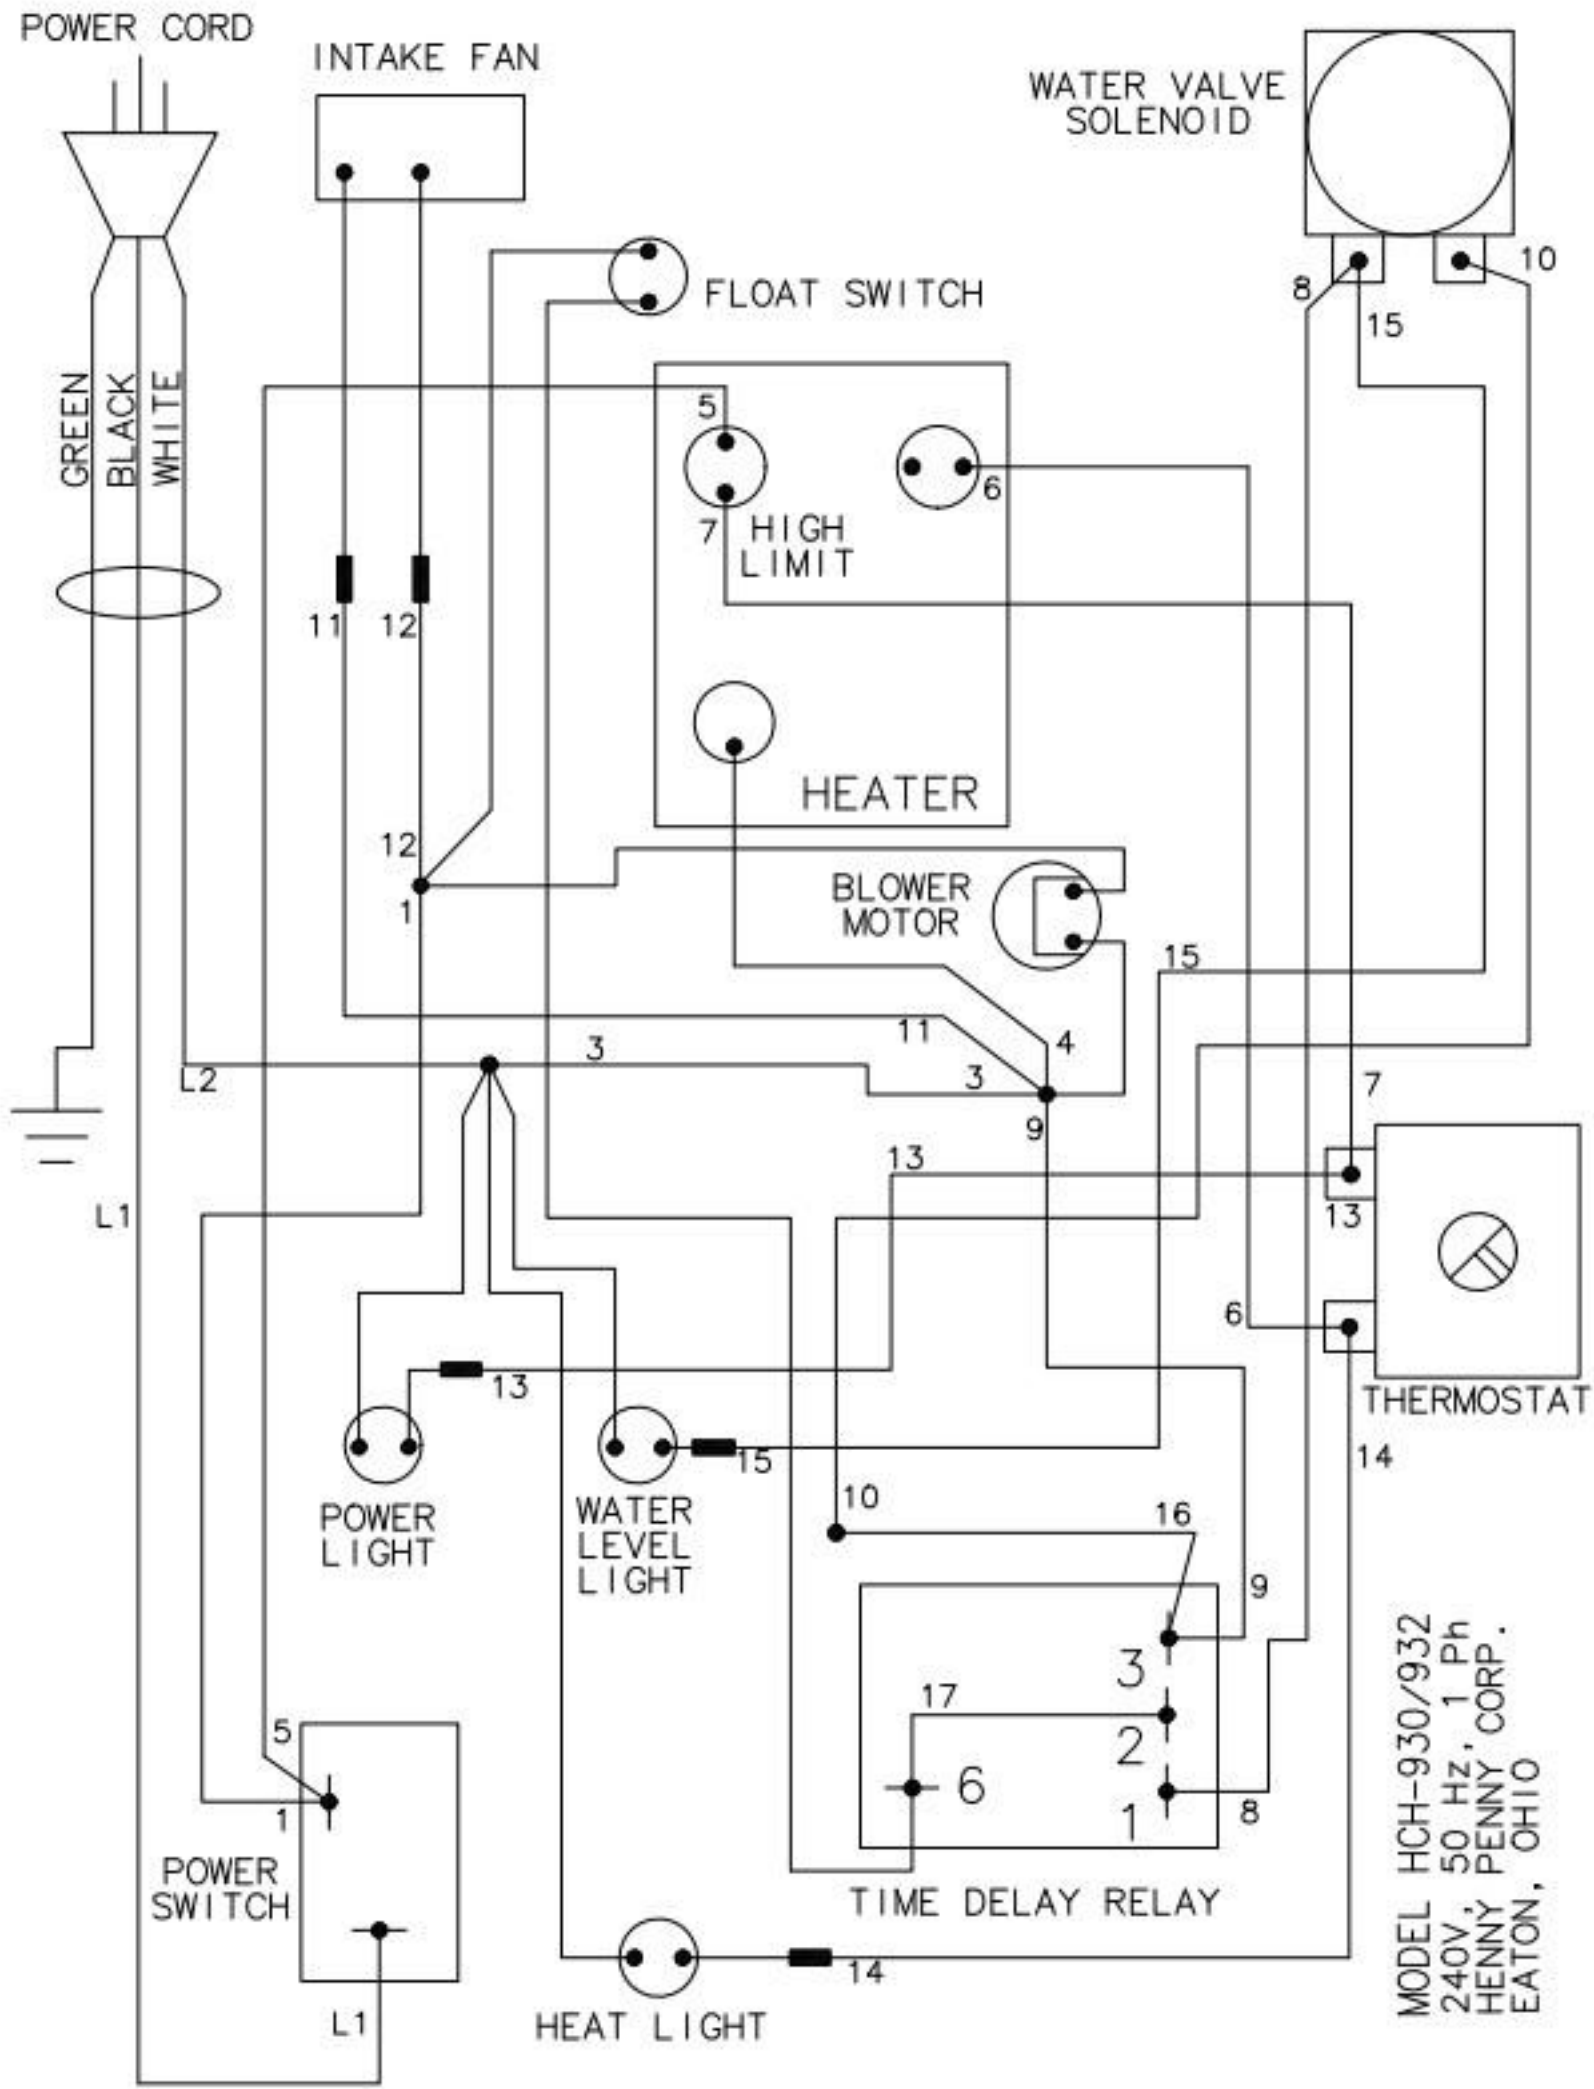 POWER CORD
INTAKE FAN
WATER VALVE
SOLENOID
10
8
15
FLOAT SWITCH
GREEN
BLACK
WHITE
5
6
7
HIGH
LIMIT
11
12
HEATER
12
1
BLOWER
MOTOR
15
11
4
3
3
L2
9
7
13
13
L1
6
THERMOSTAT
13
14
15
POWER
LIGHT
WATER
LEVEL
LIGHT
10
16
9
3
17
2
6
1
8
5
1
POWER
SWITCH
TIME DELAY RELAY
14
L1
HEAT LIGHT
MODEL HCH-930/932
240V, 50 Hz, 1 Ph
HENNY PENNY CORP.
EATON, OHIO